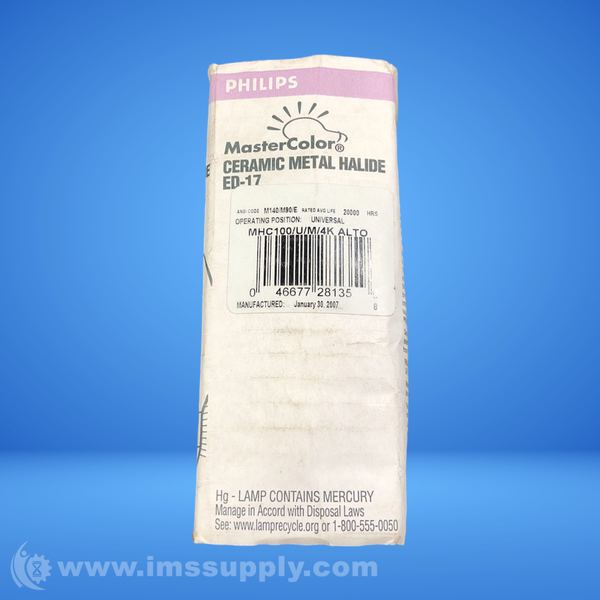 PHILIPS
MasterColor®
CERAMIC METAL HALIDE
ED-17
ANSI CODE M140/M90/E RATED AVG LIFE 20000 HRS
OPERATING POSITION: UNIVERSAL
MHC100/U/M/4K ALTO
0 46677 28135
MANUFACTURED: January 30, 2007 8
Hg - LAMP CONTAINS MERCURY
Manage in Accord with Disposal Laws
See: www.lamprecycle.org or 1-800-555-0050
www.imssupply.com